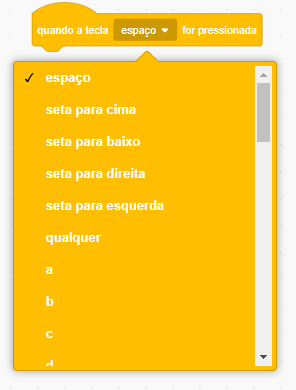 quando a tecla espaço for pressionada
✓ espaço
seta para cima
seta para baixo
seta para direita
seta para esquerda
qualquer
a
b
c
d